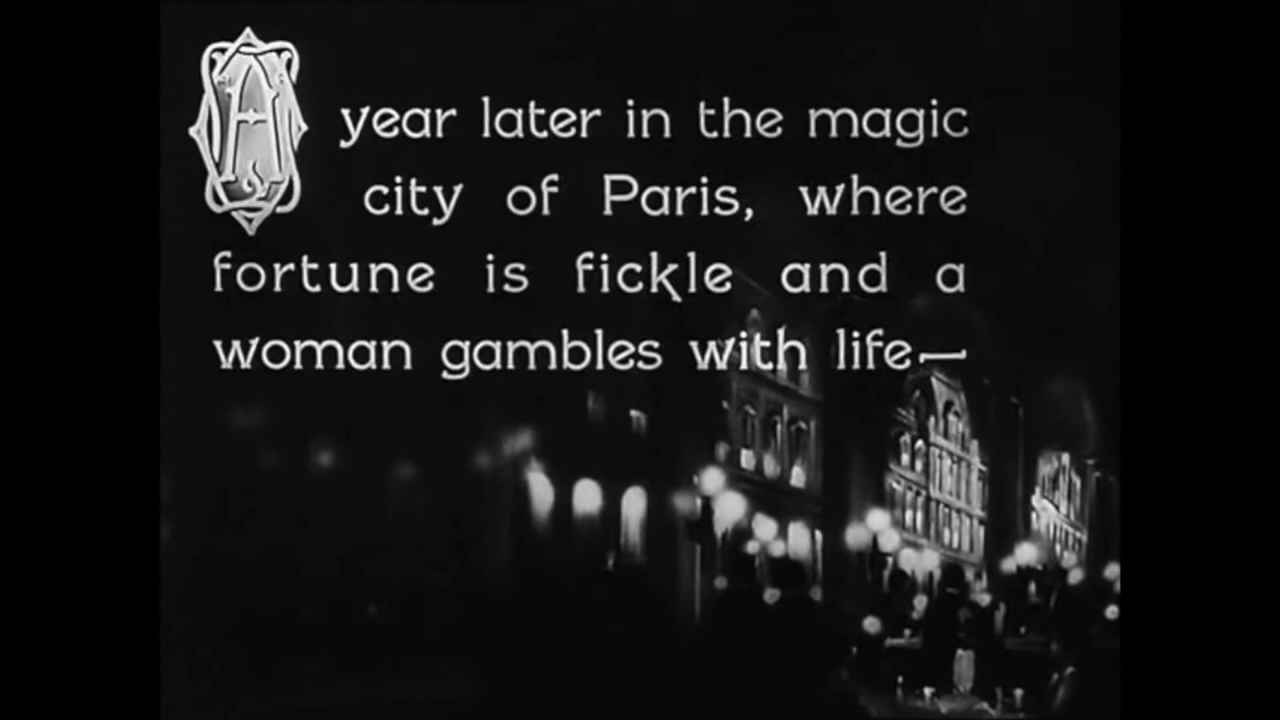 A year later in the magic
city of Paris, where
fortune is fickle and a
woman gambles with life—